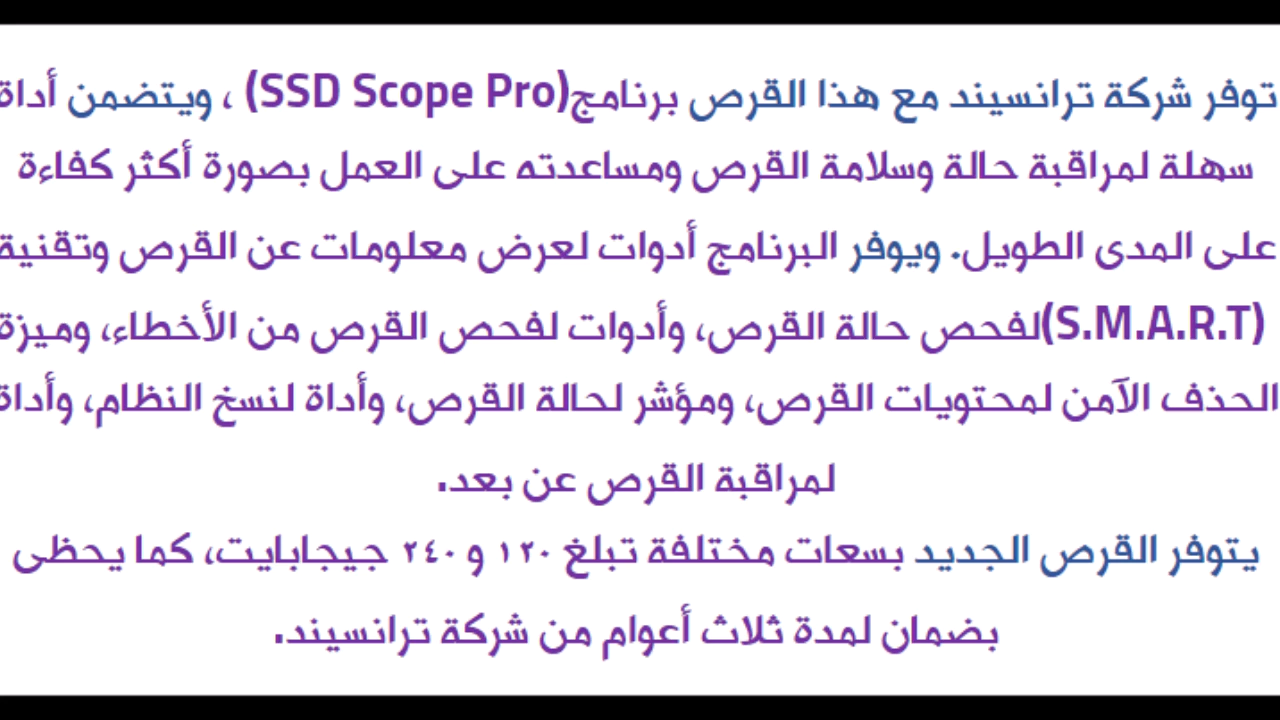 توفر شركة ترانسيند مع هذا القرص برنامج(SSD Scope Pro) ، ويتضمن أداة
سهلة لمراقبة حالة وسلامة القرص ومساعدته على العمل بصورة أكثر كفاءة
على المدى الطويل. ويوفر البرنامج أدوات لعرض معلومات عن القرص وتقنية
(S.M.A.R.T)لفحص حالة القرص، وأدوات لفحص القرص من الأخطاء، وميزة
الحذف الآمن لمحتويات القرص، ومؤشر لحالة القرص، وأداة لنسخ النظام، وأداة
لمراقبة القرص عن بعد.
يتوفر القرص الجديد بسعات مختلفة تبلغ ١٢٠ و٢٤٠ جيجابايت، كما يحظى
بضمان لمدة ثلاث أعوام من شركة ترانسيند.